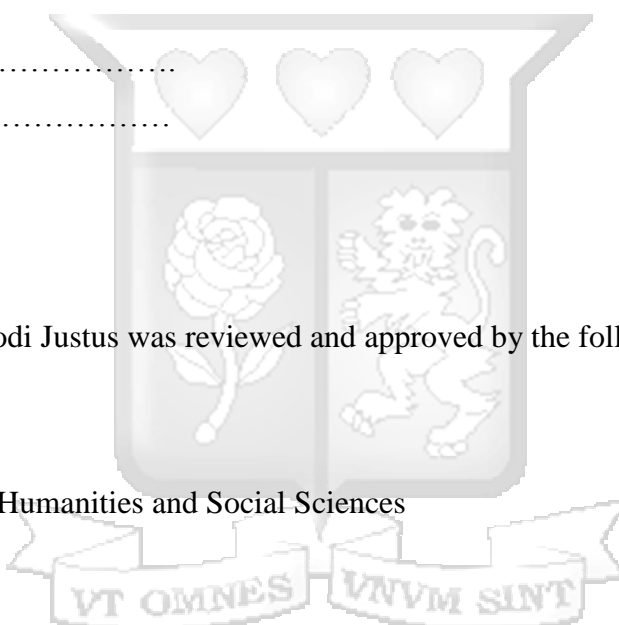 ……………….
………………
odi Justus was reviewed and approved by the foll
Humanities and Social Sciences
VT OMNES VNVM SINT